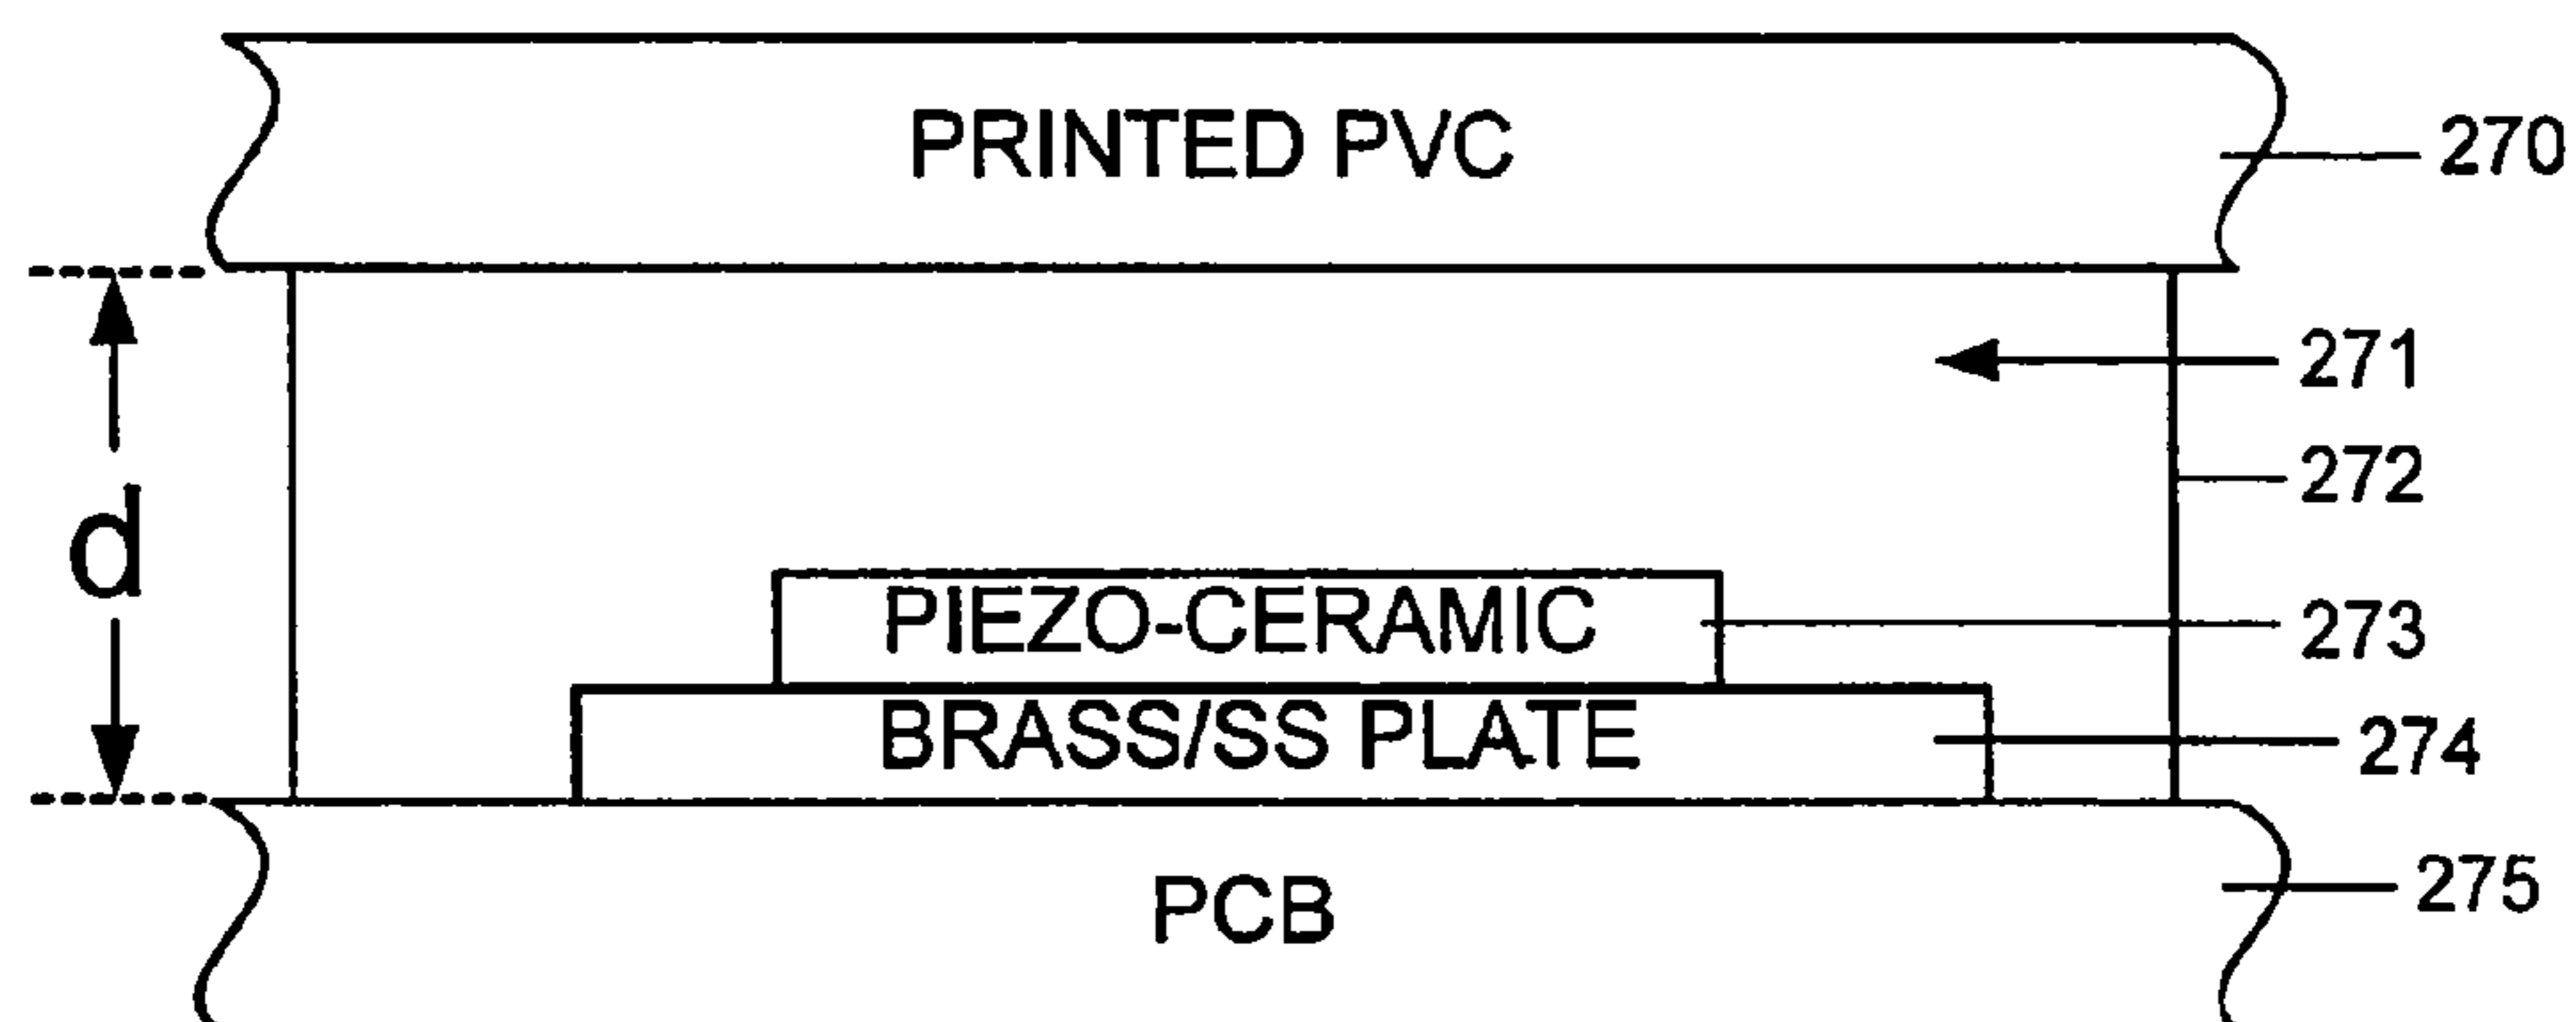 PRINTED PVC
270
271
272
d
PIEZO-CERAMIC
273
BRASS/SS PLATE
274
PCB
275